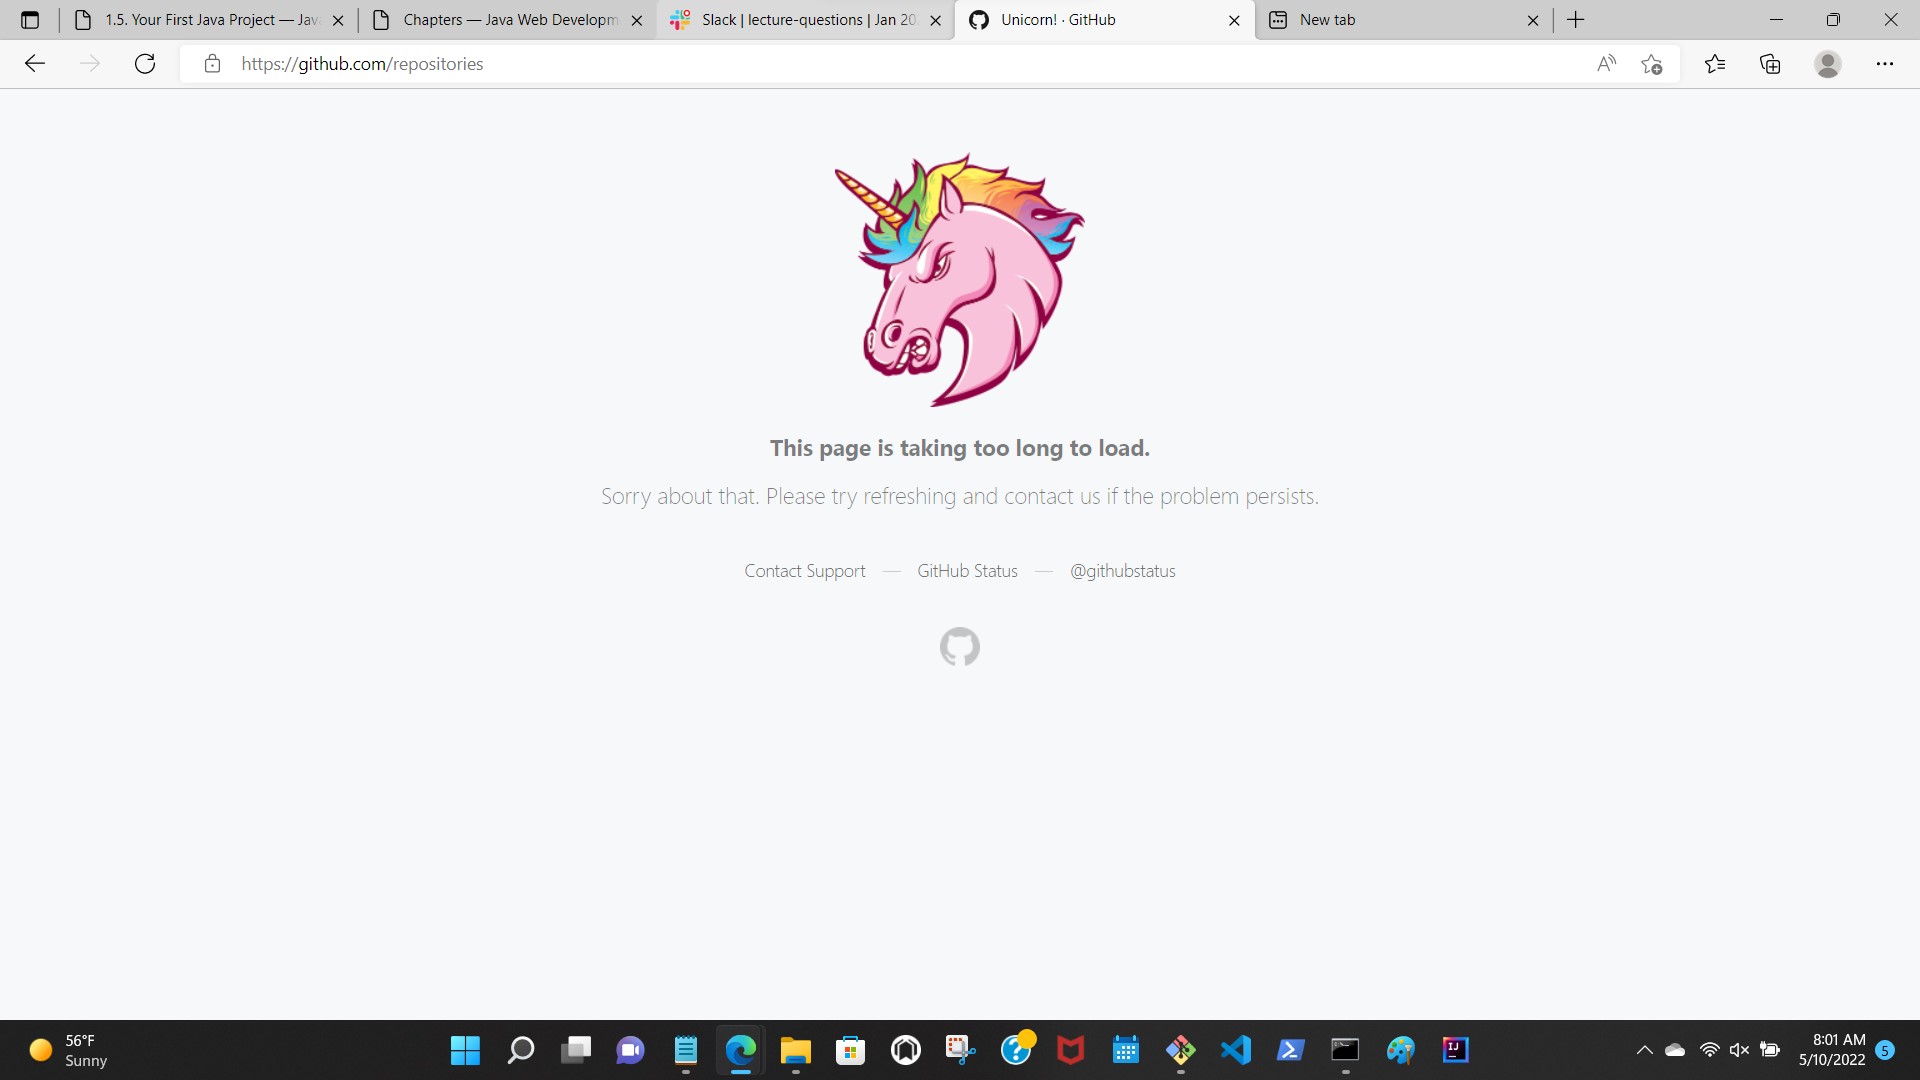 1.5. Your First Java Project — Jav
Chapters — Java Web Developm
Slack | lecture-questions | Jan 20
Unicorn! · GitHub
New tab
https://github.com/repositories
This page is taking too long to load.
Sorry about that. Please try refreshing and contact us if the problem persists.
Contact Support — GitHub Status — @githubstatus
56°F
Sunny
8:01 AM
5/10/2022
5